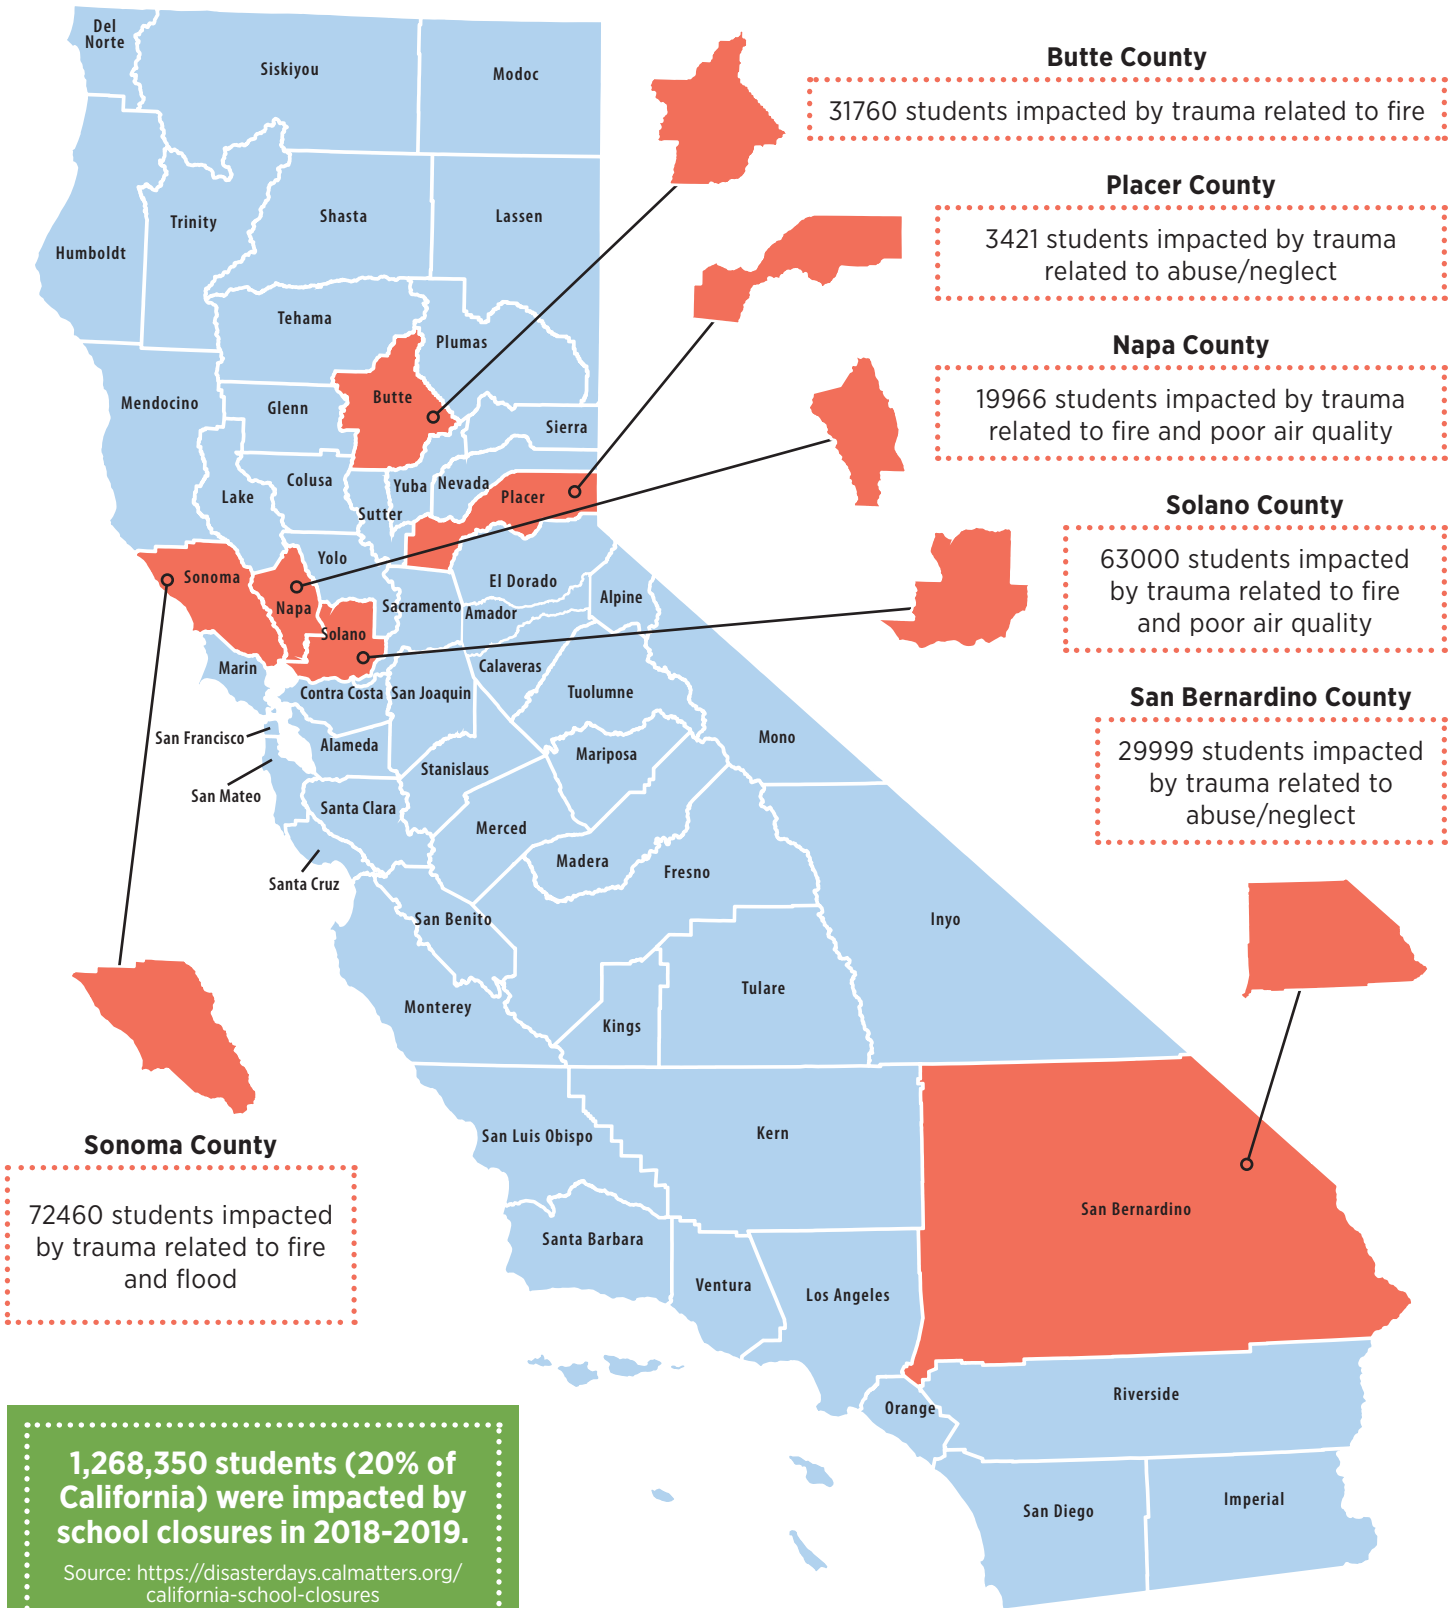 Del
Norte
Siskiyou
Modoc
Humboldt
Trinity
Shasta
Lassen
Tehama
Plumas
Mendocino
Glenn
Butte
Sierra
Lake
Colusa
Sutter
Yuba
Nevada
Placer
Sonoma
Napa
Yolo
Solano
Sacramento
El Dorado
Amador
Alpine
Marin
Contra Costa
San Joaquin
Calaveras
Tuolumne
Mono
San Francisco
Alameda
San Mateo
Stanislaus
Mariposa
Santa Clara
Merced
Madera
Fresno
Santa Cruz
San Benito
Inyo
Monterey
Kings
Tulare
San Luis Obispo
Kern
San Bernardino
Santa Barbara
Ventura
Los Angeles
Orange
Riverside
San Diego
Imperial
Butte County
31760 students impacted by trauma related to fire
Placer County
3421 students impacted by trauma
related to abuse/neglect
Napa County
19966 students impacted by trauma
related to fire and poor air quality
Solano County
63000 students impacted
by trauma related to fire
and poor air quality
San Bernardino County
29999 students impacted
by trauma related to
abuse/neglect
Sonoma County
72460 students impacted
by trauma related to fire
and flood
1,268,350 students (20% of
California) were impacted by
school closures in 2018-2019.
Source: https://disasterdays.calmatters.org/
california-school-closures